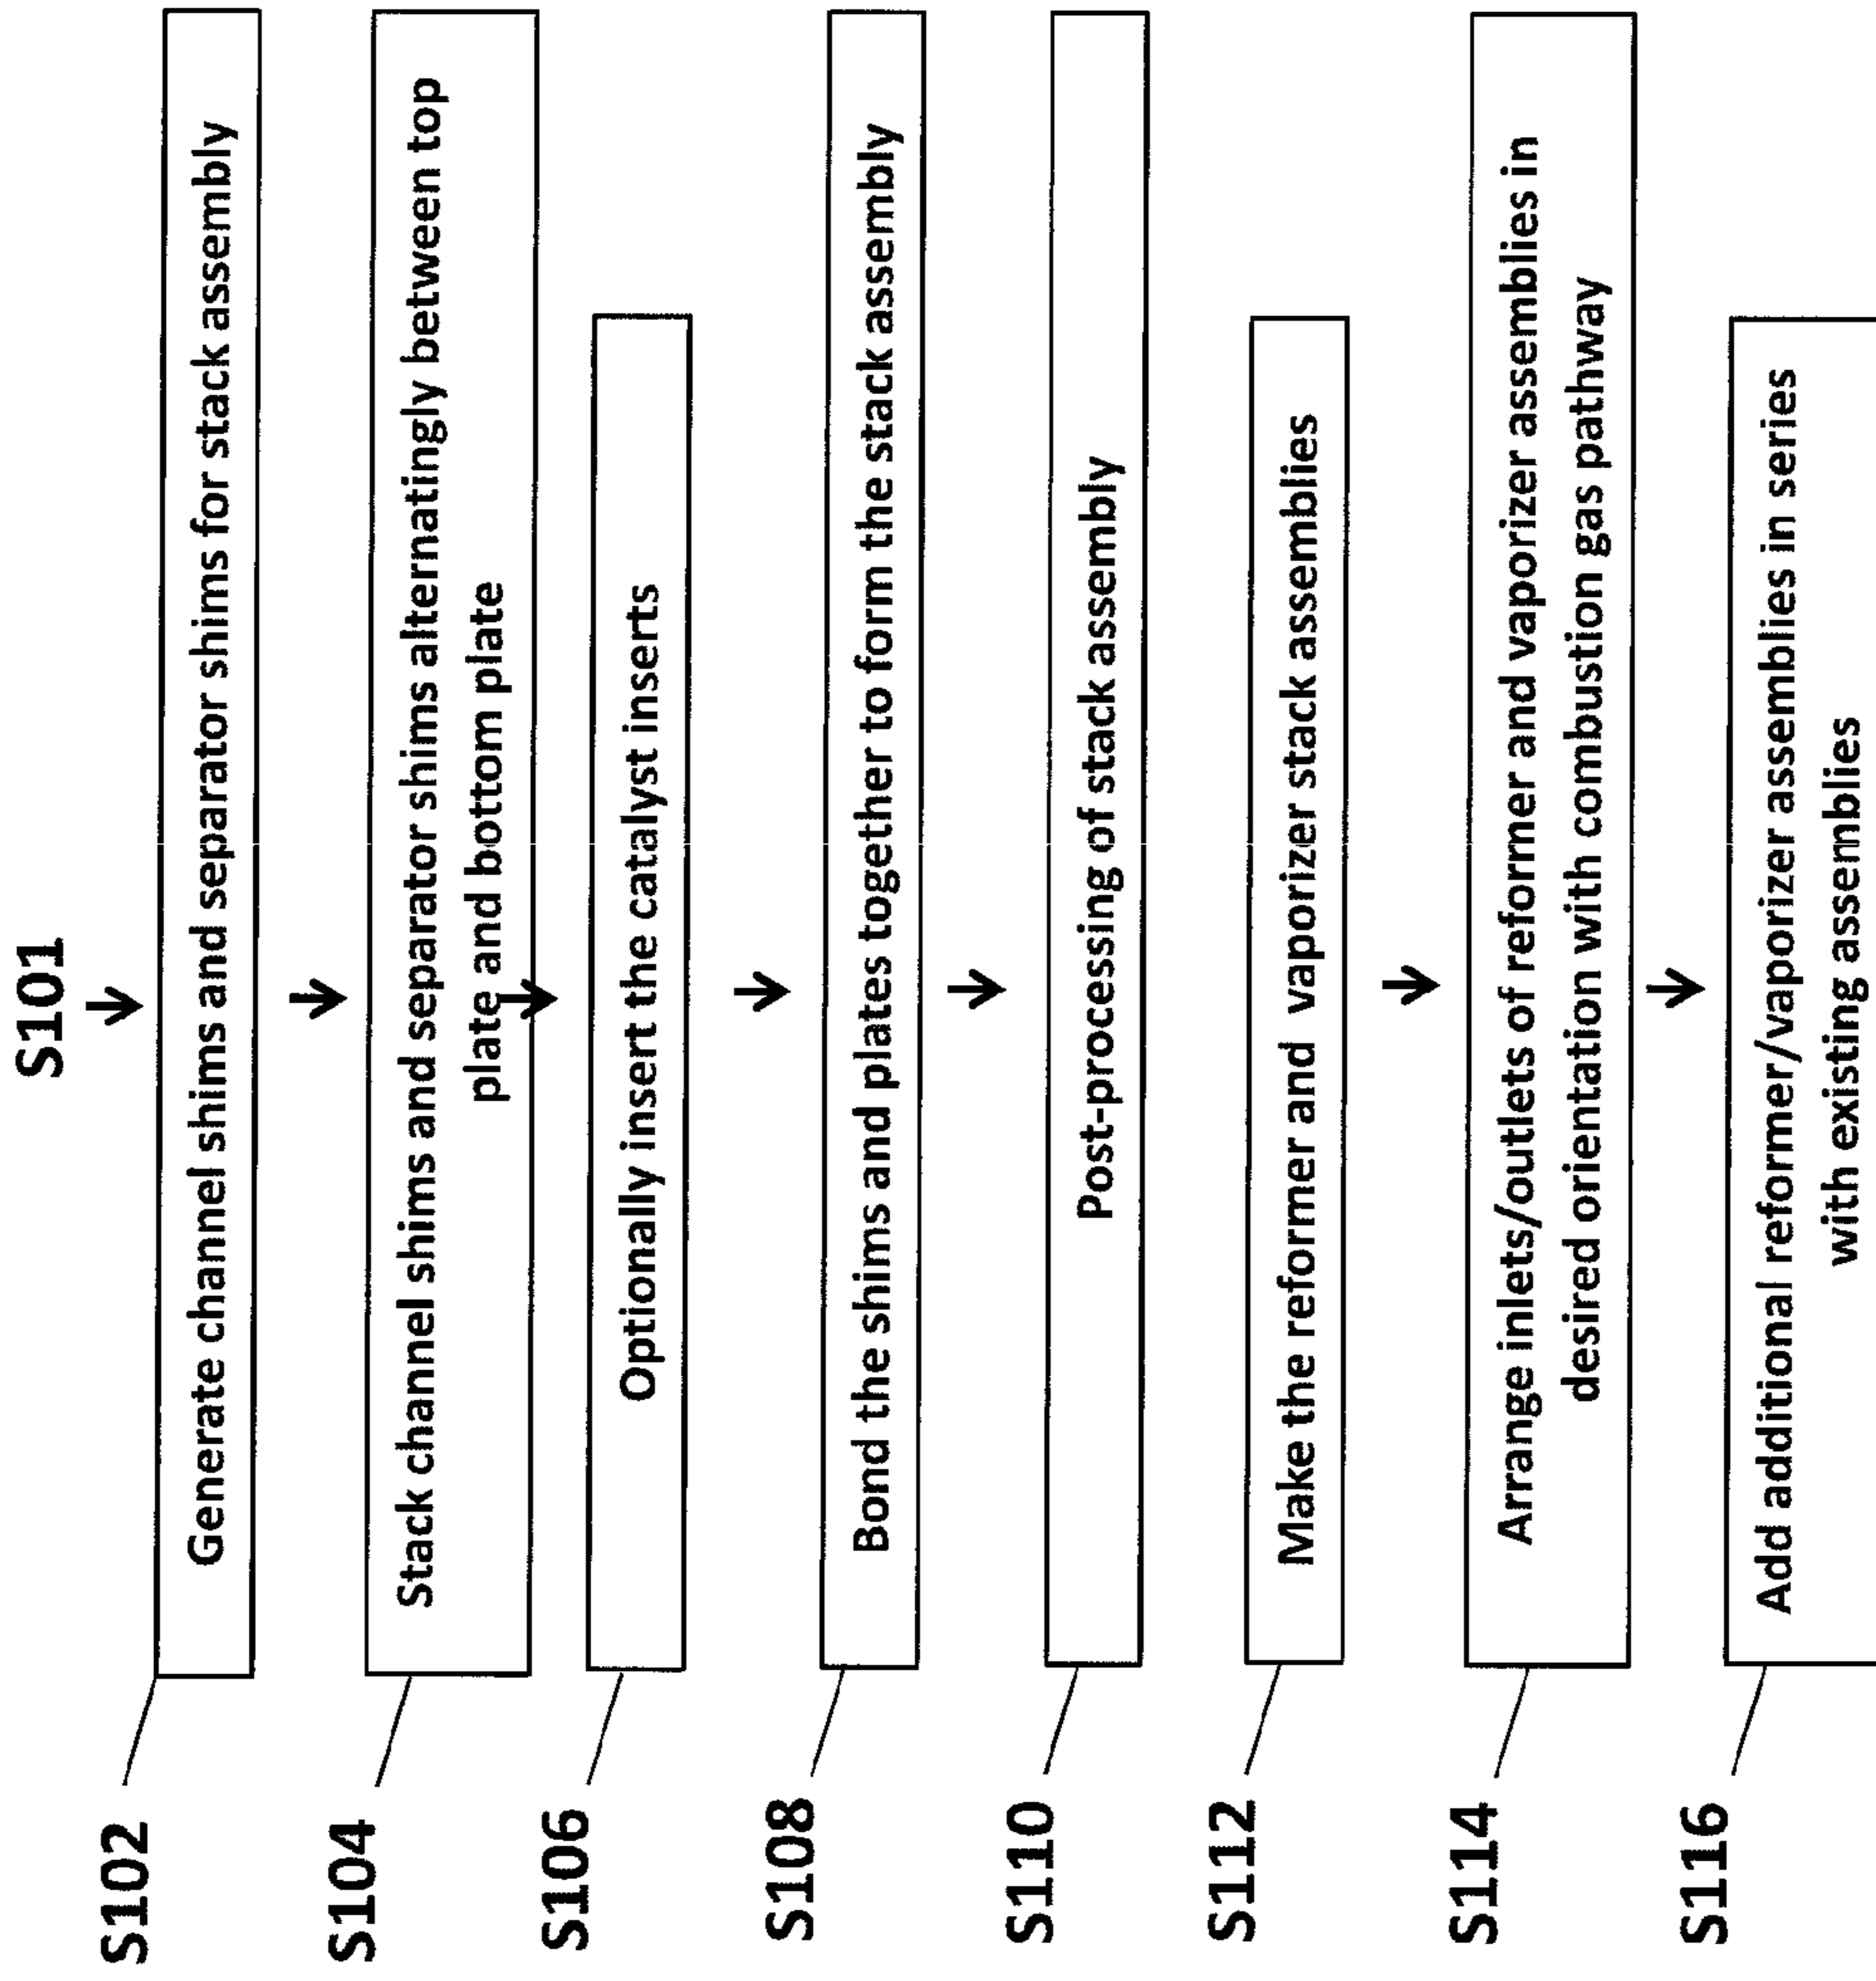 S101
S102
Generate channel shims and separator shims for stack assembly
S104
Stack channel shims and separator shims alternatingly between top
plate and bottom plate
S106
Optionally insert the catalyst inserts
S108
Bond the shims and plates together to form the stack assembly
S110
Post-processing of stack assembly
S112
Make the reformer and vaporizer stack assemblies
S114
Arrange inlets/outlets of reformer and vaporizer assemblies in
desired orientation with combustion gas pathway
S116
Add additional reformer/vaporizer assemblies in series
with existing assemblies